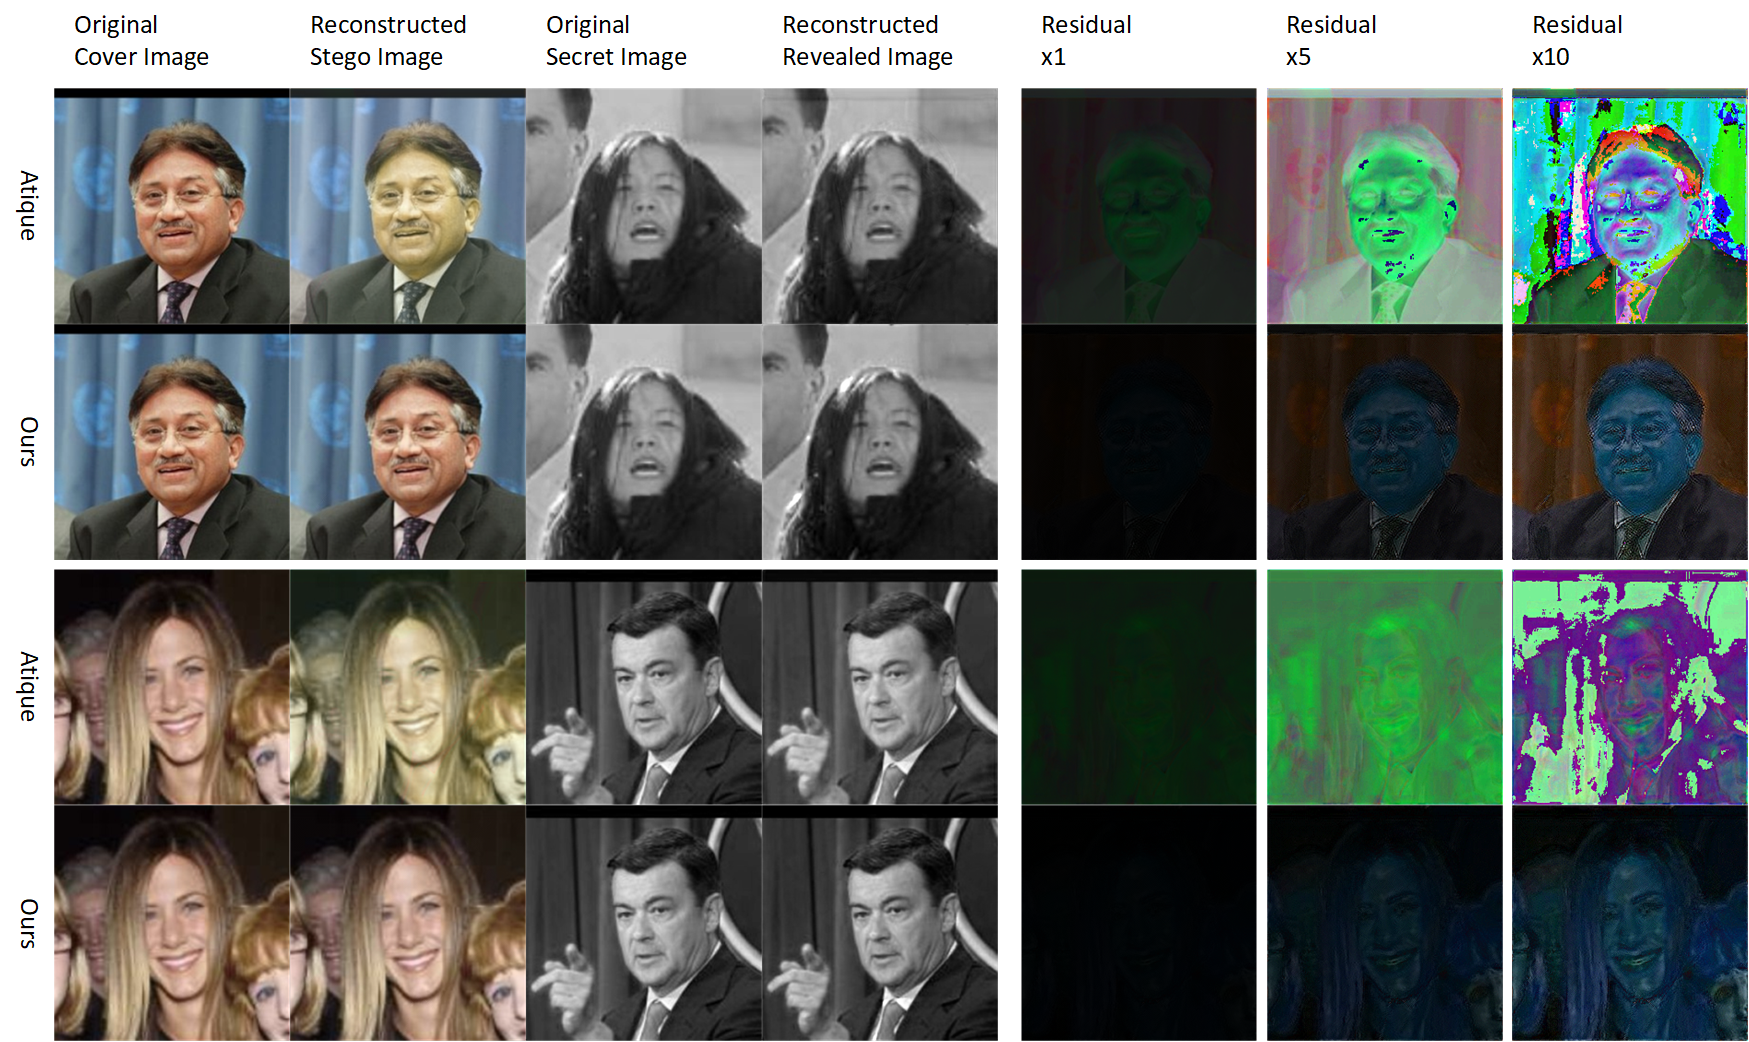 Original
Cover Image
Reconstructed
Stego Image
Original
Secret Image
Reconstructed
Revealed Image
Residual
x1
Residual
x5
Residual
x10
Atique
Ours
Atique
Ours